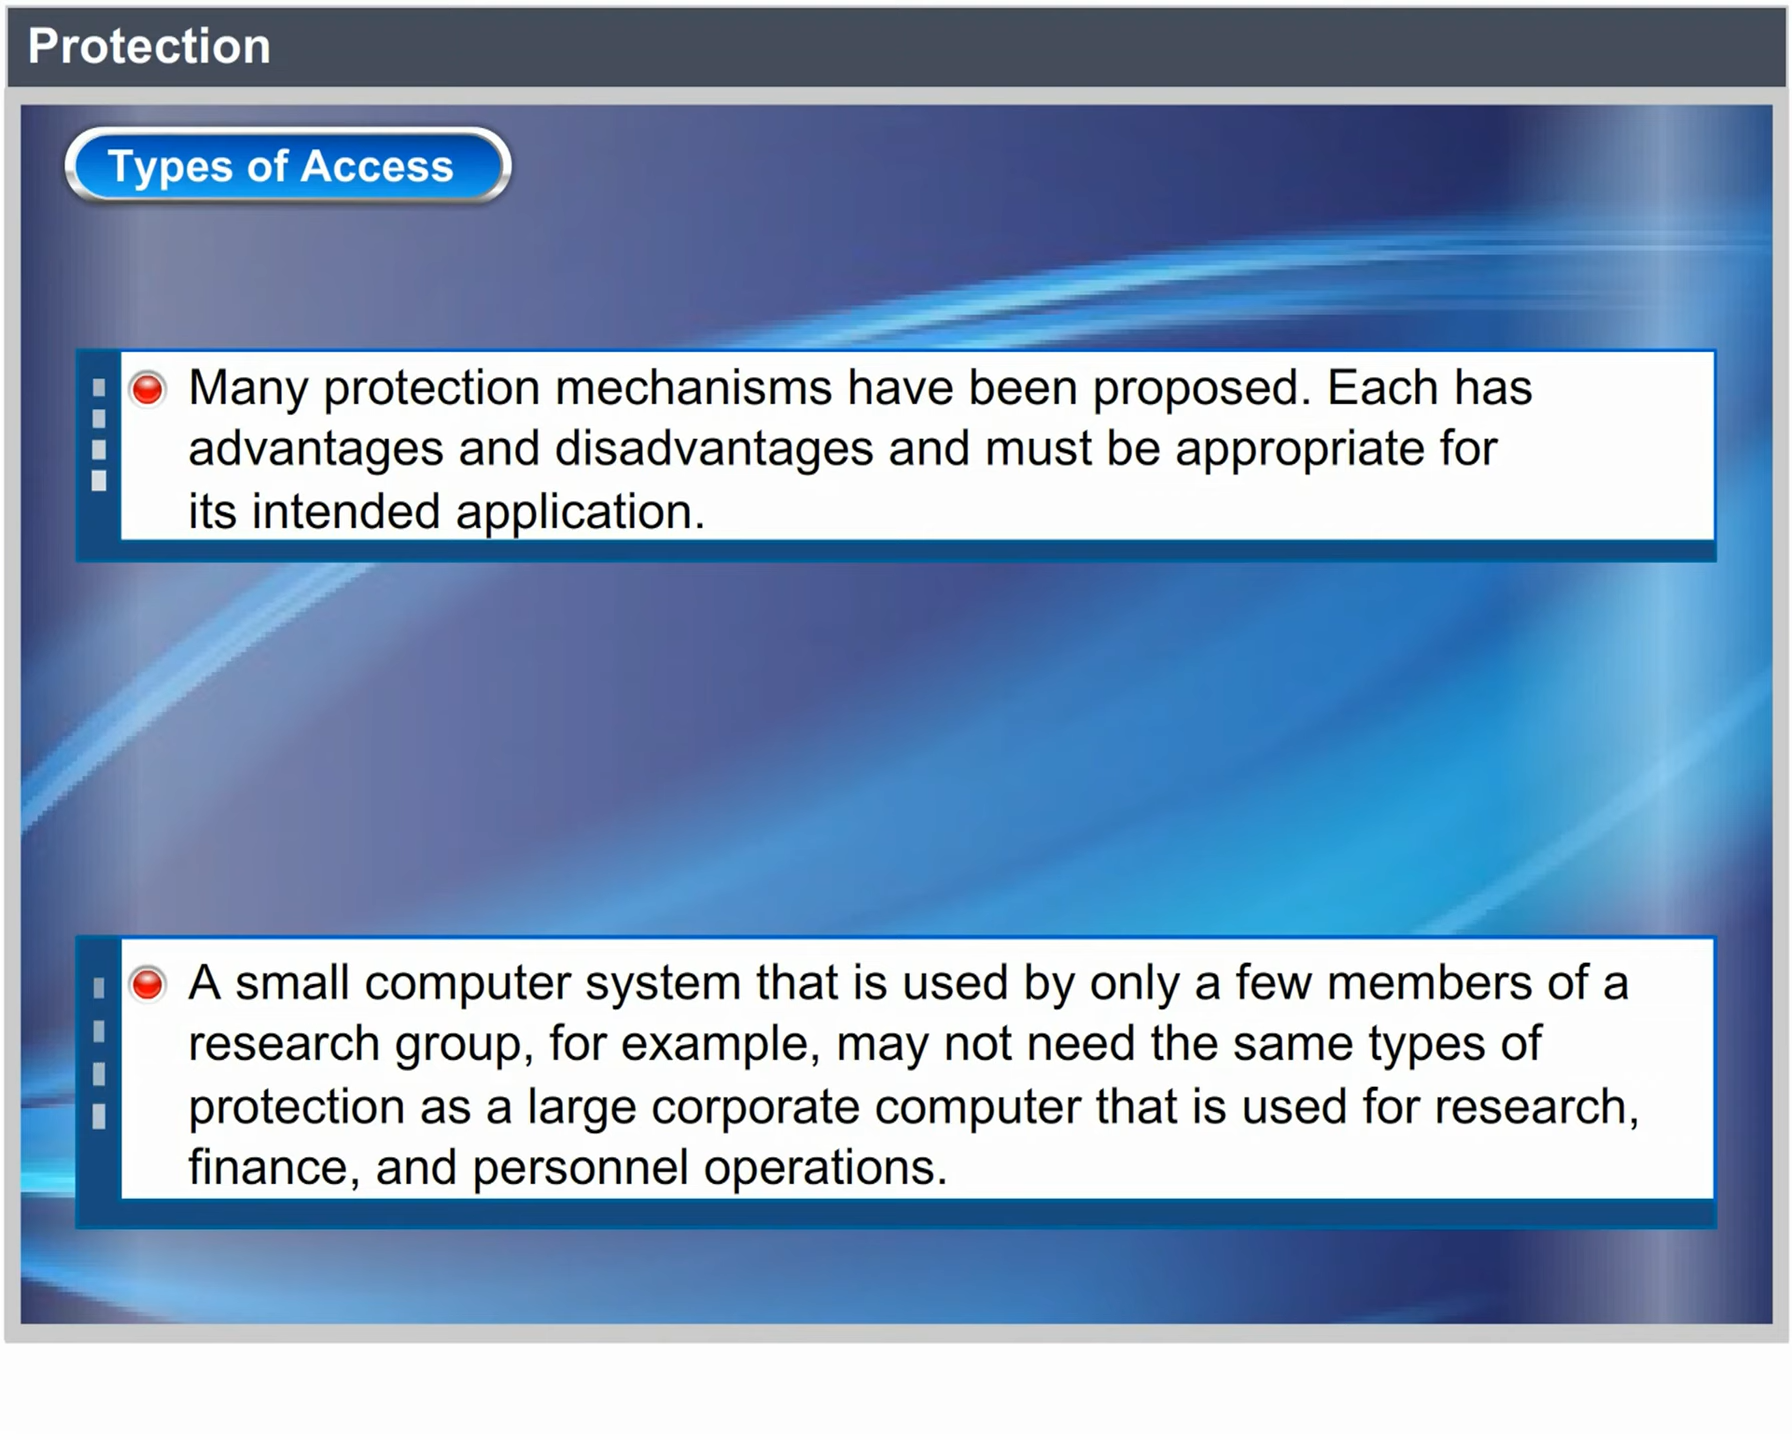 Protection
Types of Access
Many protection mechanisms have been proposed. Each has
advantages and disadvantages and must be appropriate for
its intended application.
A small computer system that is used by only a few members of a
research group, for example, may not need the same types of
protection as a large corporate computer that is used for research,
finance, and personnel operations.